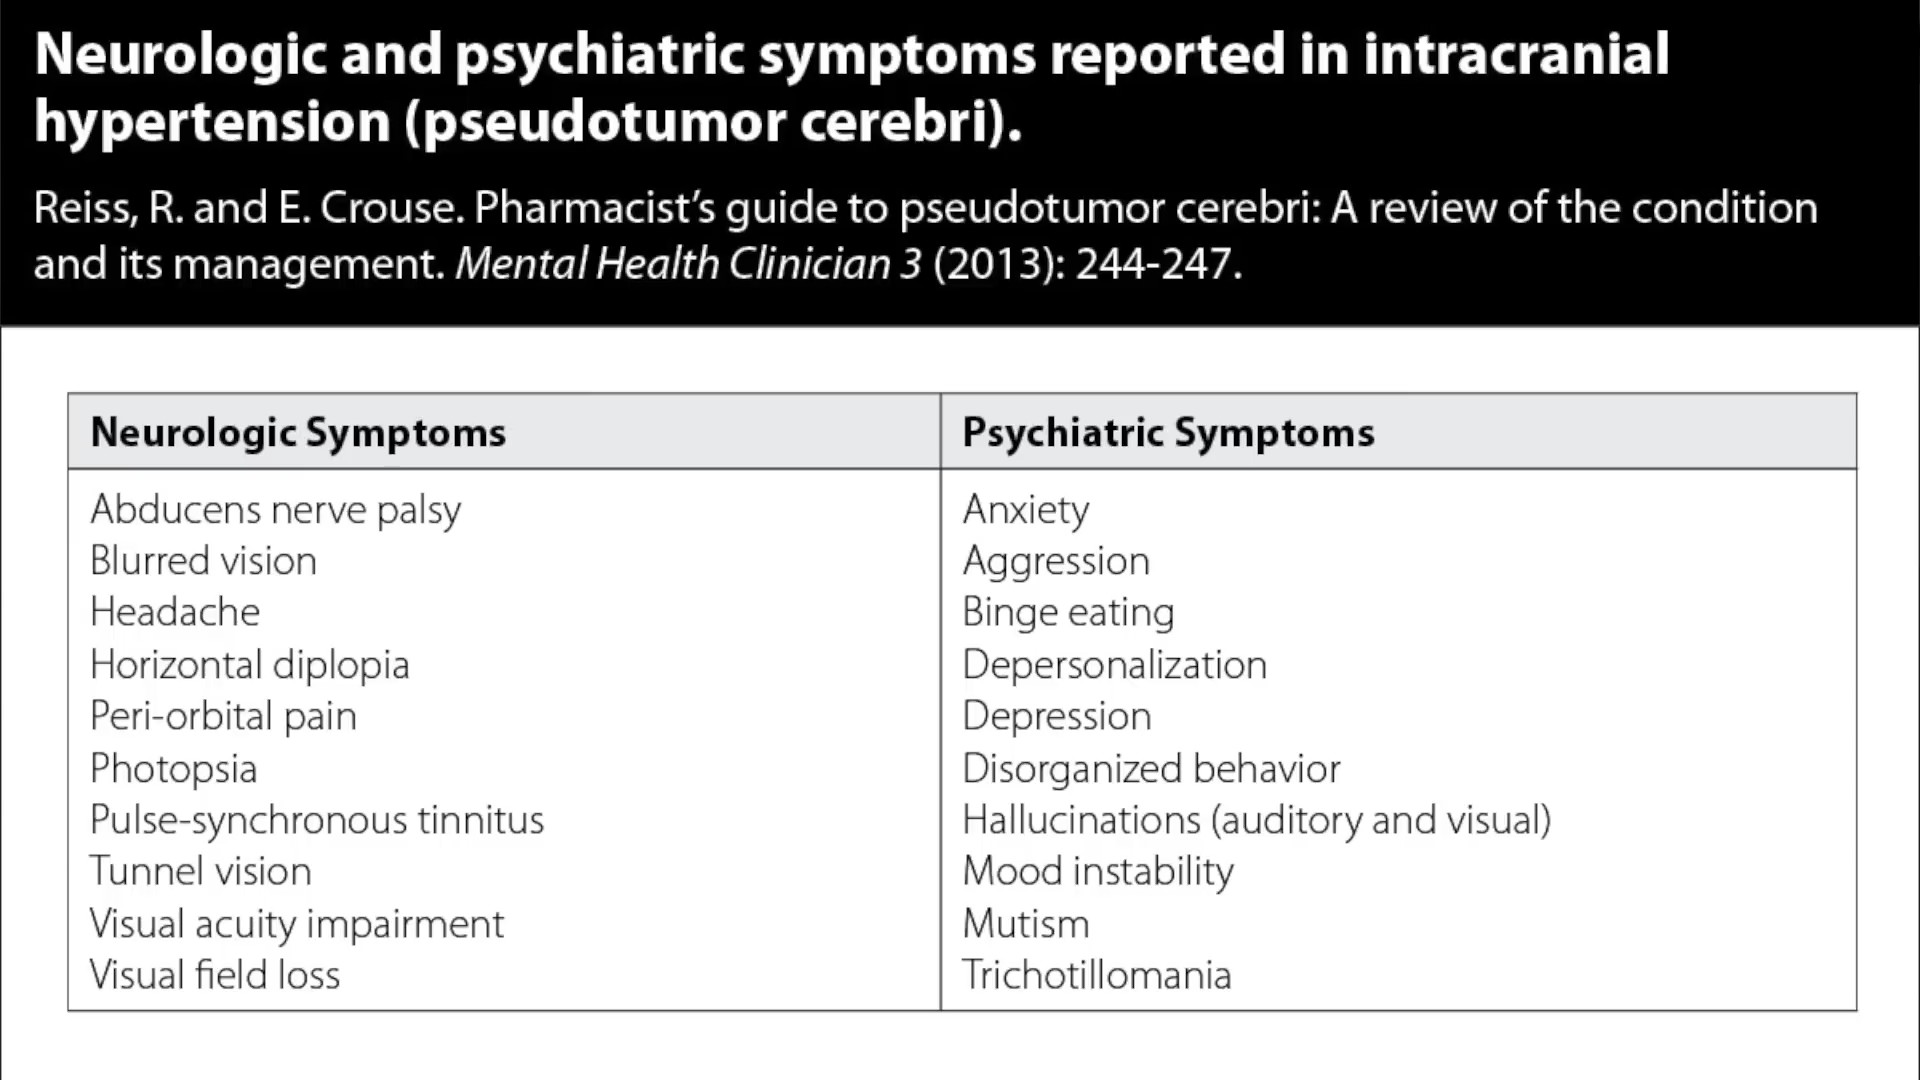 Neurologic and psychiatric symptoms reported in intracranial
hypertension (pseudotumor cerebri).
Reiss, R. and E. Crouse. Pharmacist’s guide to pseudotumor cerebri: A review of the condition
and its management. Mental Health Clinician 3 (2013): 244-247.
Neurologic Symptoms
Abducens nerve palsy
Blurred vision
Headache
Horizontal diplopia
Peri-orbital pain
Photopsia
Pulse-synchronous tinnitus
Tunnel vision
Visual acuity impairment
Visual field loss
Psychiatric Symptoms
Anxiety
Aggression
Binge eating
Depersonalization
Depression
Disorganized behavior
Hallucinations (auditory and visual)
Mood instability
Mutism
Trichotillomania